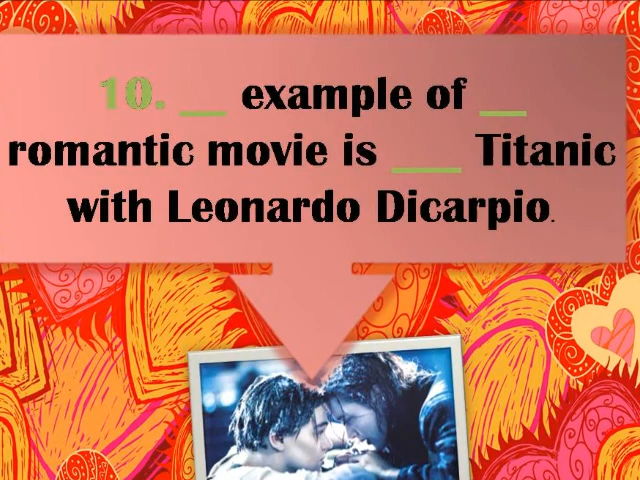 10. __ example of __
romantic movie is ___ Titanic
with Leonardo Dicarpio.